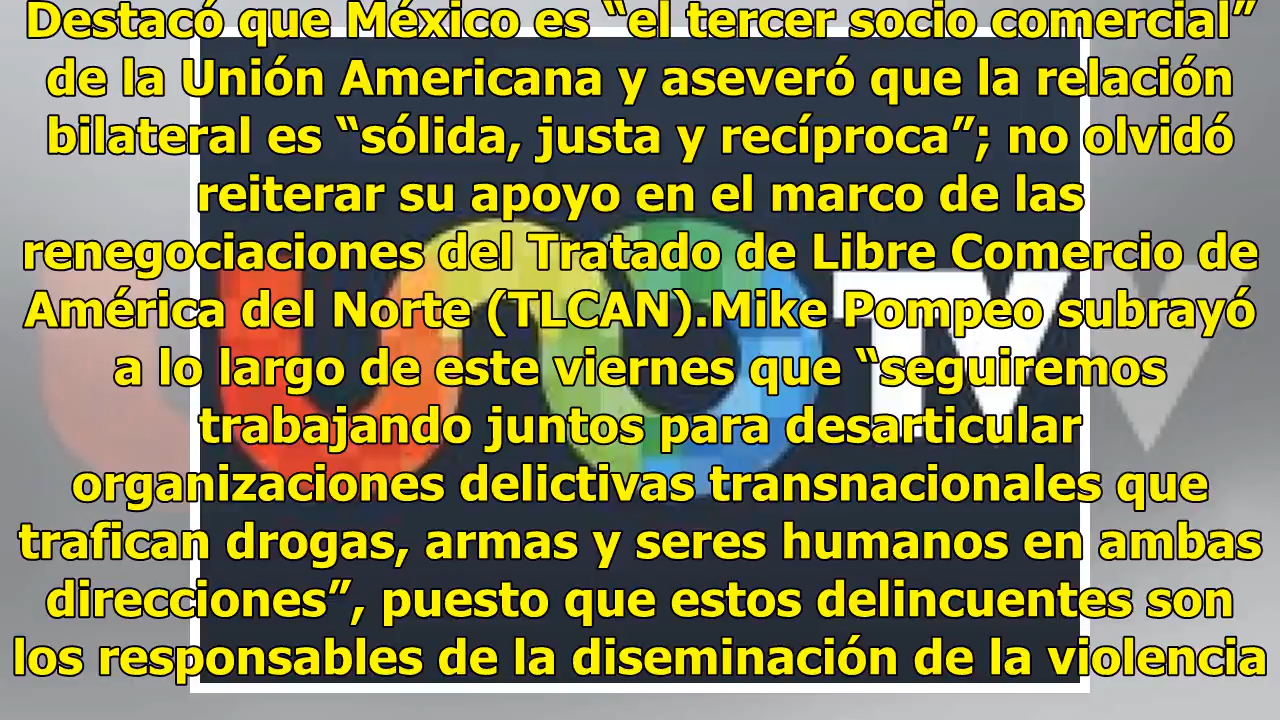 Destacó que México es “el tercer socio comercial”
de la Unión Americana y aseveró que la relación
bilateral es “sólida, justa y recíproca”; no olvidó
reiterar su apoyo en el marco de las
renegociaciones del Tratado de Libre Comercio de
América del Norte (TLCAN).Mike Pompeo subrayó
a lo largo de este viernes que “seguiremos
trabajando juntos para desarticular
organizaciones delictivas transnacionales que
trafican drogas, armas y seres humanos en ambas
direcciones”, puesto que estos delincuentes son
los responsables de la diseminación de la violencia
uno TV